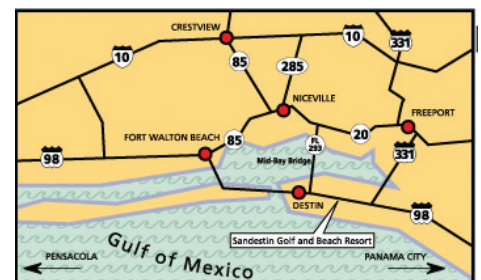 CRESTVIEW
10
10
331
85
285
NICEVILLE
FREEPORT
FORT WALTON BEACH
85
FL
293
20
98
Mid-Bay Bridge
331
DESTIN
98
Sandestin Golf and Beach Resort
PENSACOLA
Gulf of Mexico
PANAMA CITY